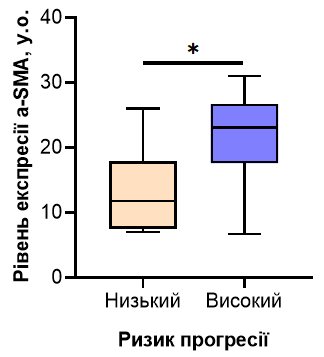 Рівень експресії a-SMA, у.о.
40
30
20
10
0
*
Низький Високий
Ризик прогресії